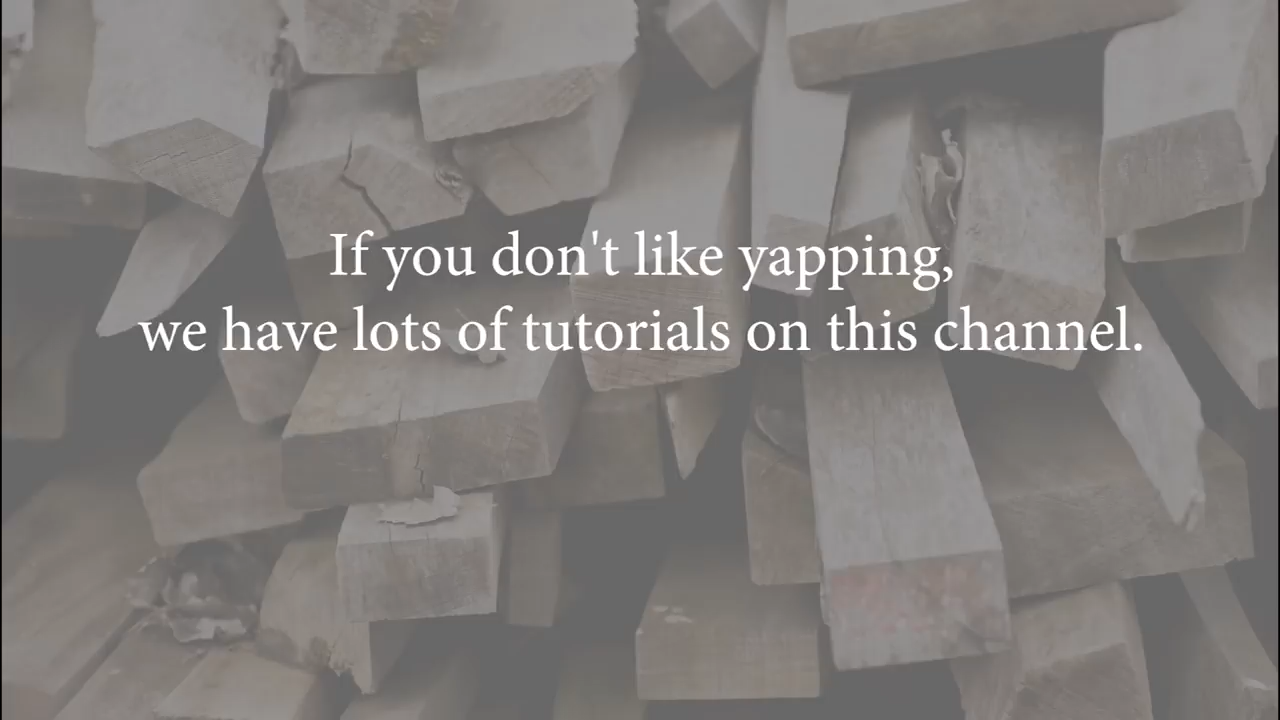 If you don't like yapping,
we have lots of tutorials on this channel.